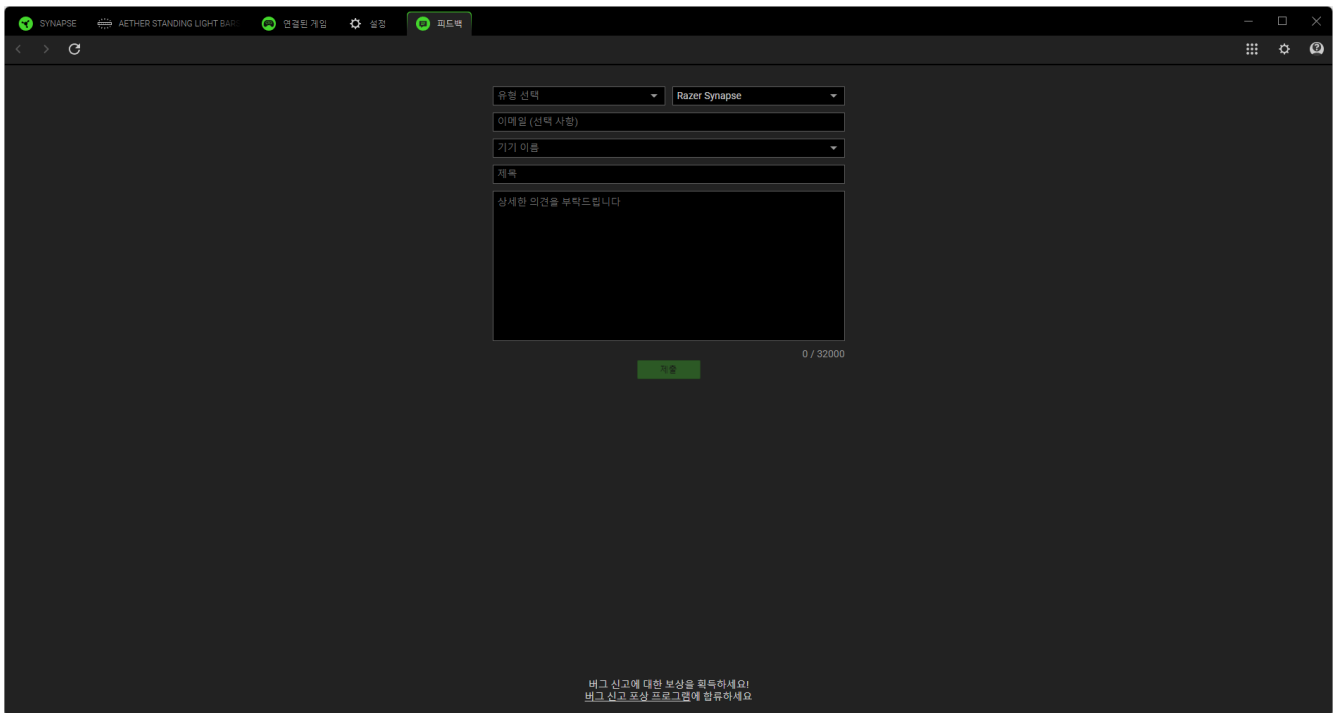 SYNAPSE
AETHER STANDING LIGHT BAR
연결된 게임
설정
피드백
유형 선택
Razer Synapse
이메일 (선택 사항)
기기 이름
제목
상세한 의견을 부탁드립니다
0 / 32000
제출
버그 신고에 대한 보상을 획득하세요!
버그 신고 포상 프로그램에 합류하세요